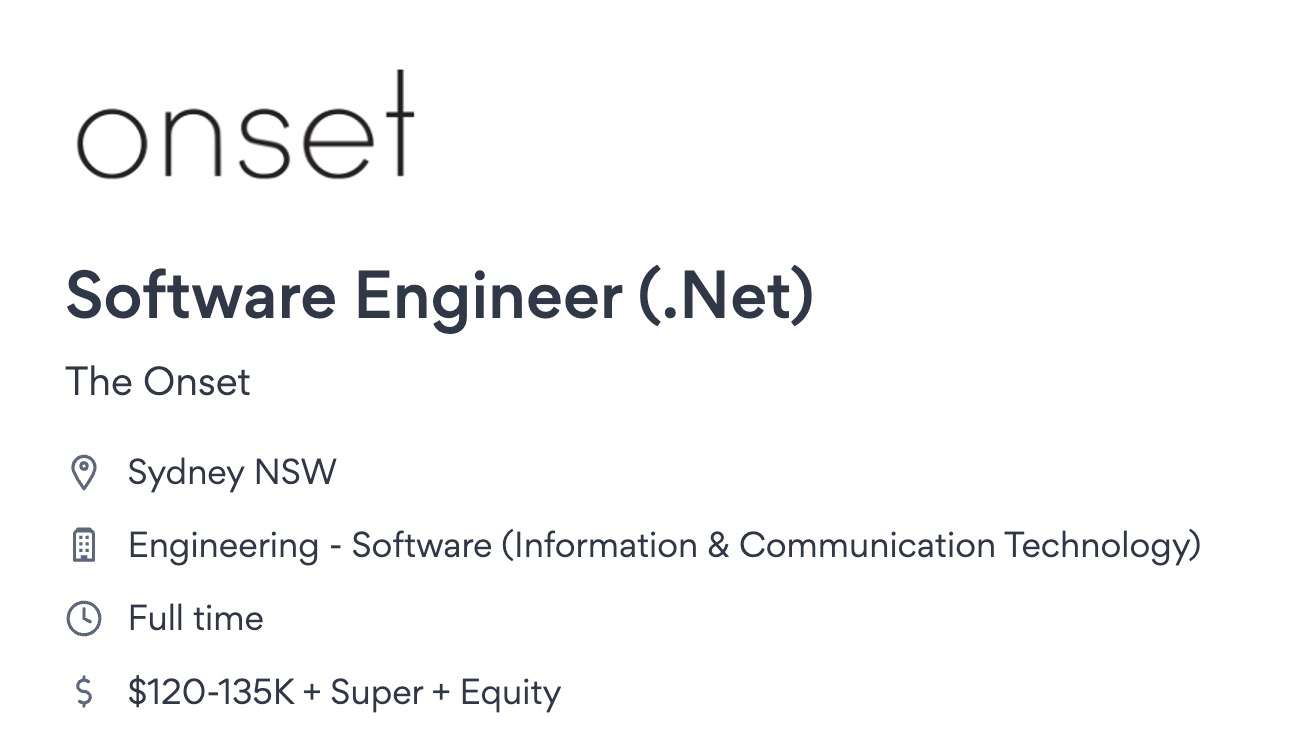 onset
Software Engineer (.Net)
The Onset
Sydney NSW
Engineering - Software (Information & Communication Technology)
Full time
$120-135K + Super + Equity